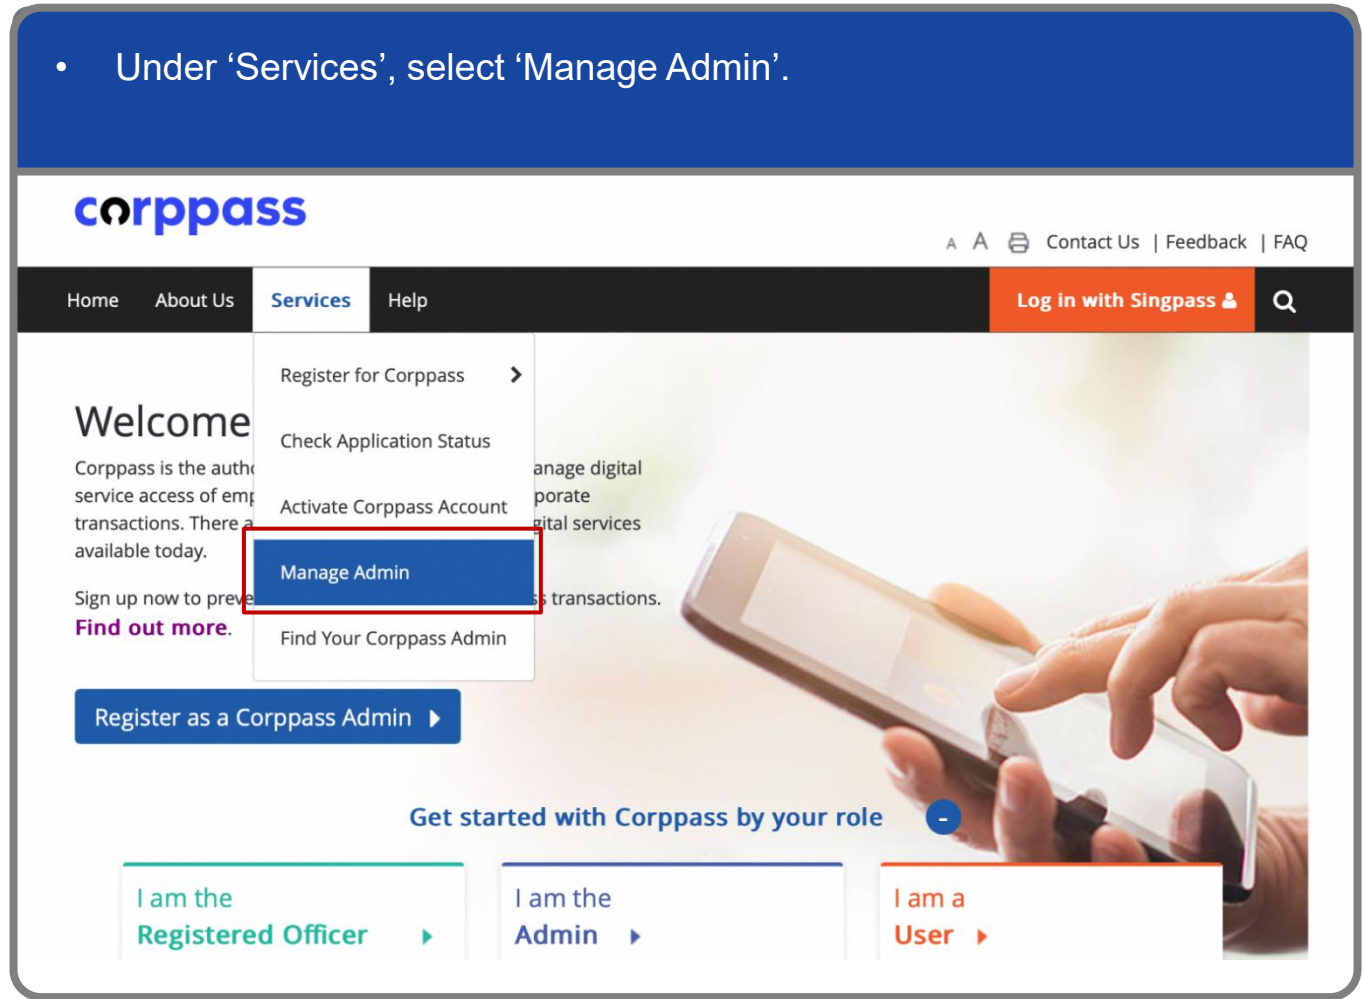 • Under ‘Services’, select ‘Manage Admin’.
corppass
A A Contact Us | Feedback | FAQ
Home About Us Services Help Log in with Singpass
Register for Corppass
Check Application Status
Activate Corppass Account
Manage Admin
Find Your Corppass Admin
Welcome
Corppass is the anage digital
service access of porate
transactions. There gital services
available today.
Sign up now to s transactions.
Find out more.
Register as a Corppass Admin
Get started with Corppass by your role -
I am the
Registered Officer
I am the
Admin
I am a
User